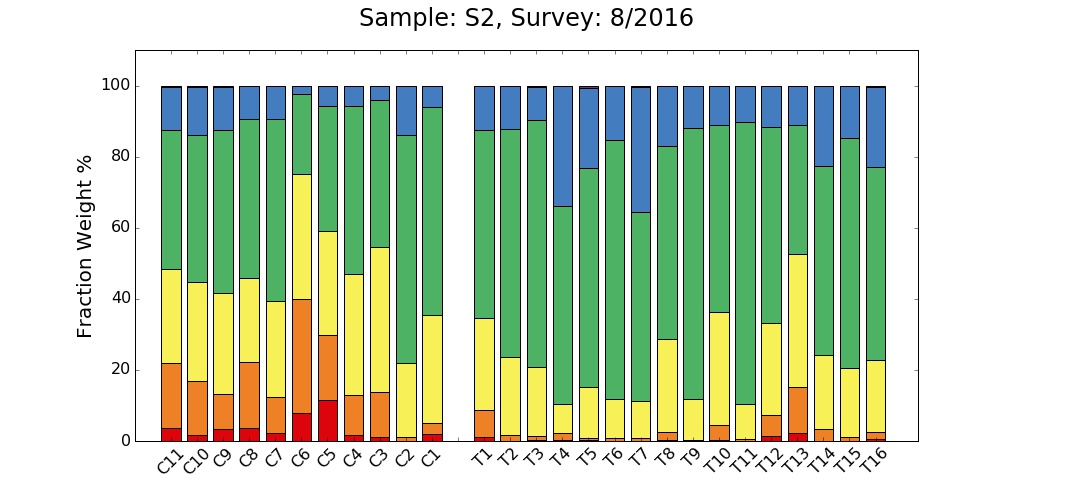 Sample: S2, Survey: 8/2016
Fraction Weight %
100
80
60
40
20
0
C11 C10 C9 C8 C7 C6 C5 C4 C3 C2 C1 T1 T2 T3 T4 T5 T6 T7 T8 T9 T10 T11 T12 T13 T14 T15 T16